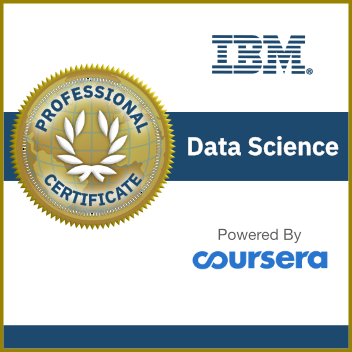 IBM®
PROFESSIONAL
CERTIFICATE
Data Science
Powered By
coursera